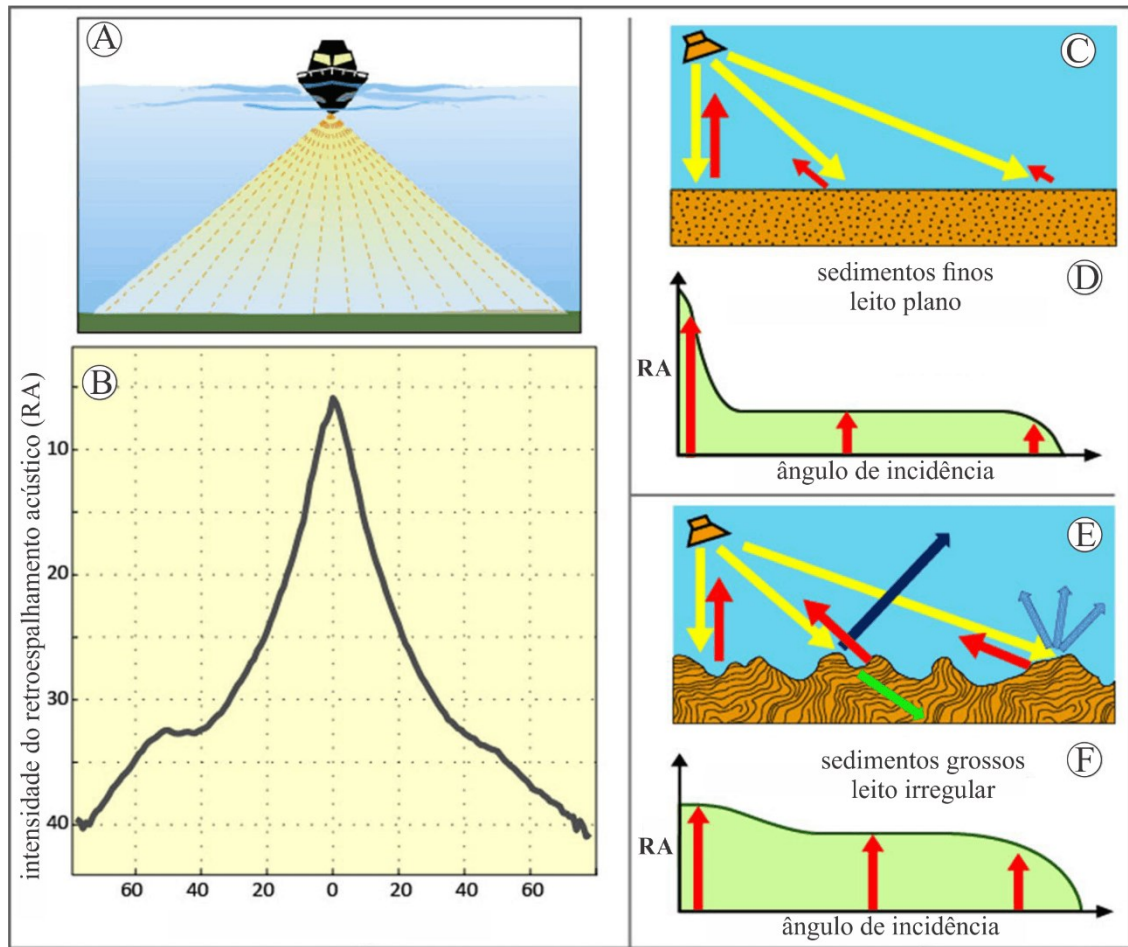 A
B
intensidade do retroespalhamento acústico (RA)
10
20
30
40
60
40
20
0
20
40
60
C
sedimentos finos
leito plano
D
RA
ângulo de incidência
E
sedimentos grossos
leito irregular
F
RA
ângulo de incidência